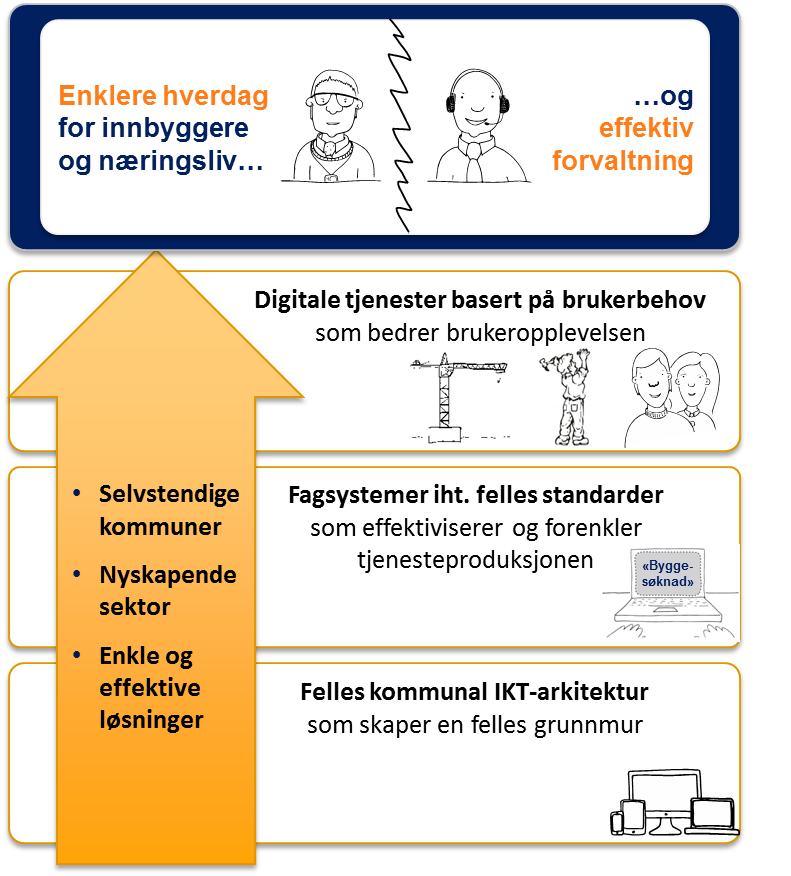 Enklere hverdag
for innbyggere
og næringsliv…
…og
effektiv
forvaltning
Digitale tjenester basert på brukerbehov
som bedrer brukeropplevelsen
• Selvstendige
kommuner
• Nyskapende
sektor
• Enkle og
effektive
løsninger
Fagsystemer iht. felles standarder
som effektiviserer og forenkler
tjenesteproduksjonen
«Bygge-
søknad»
Felles kommunal IKT-arkitektur
som skaper en felles grunnmur